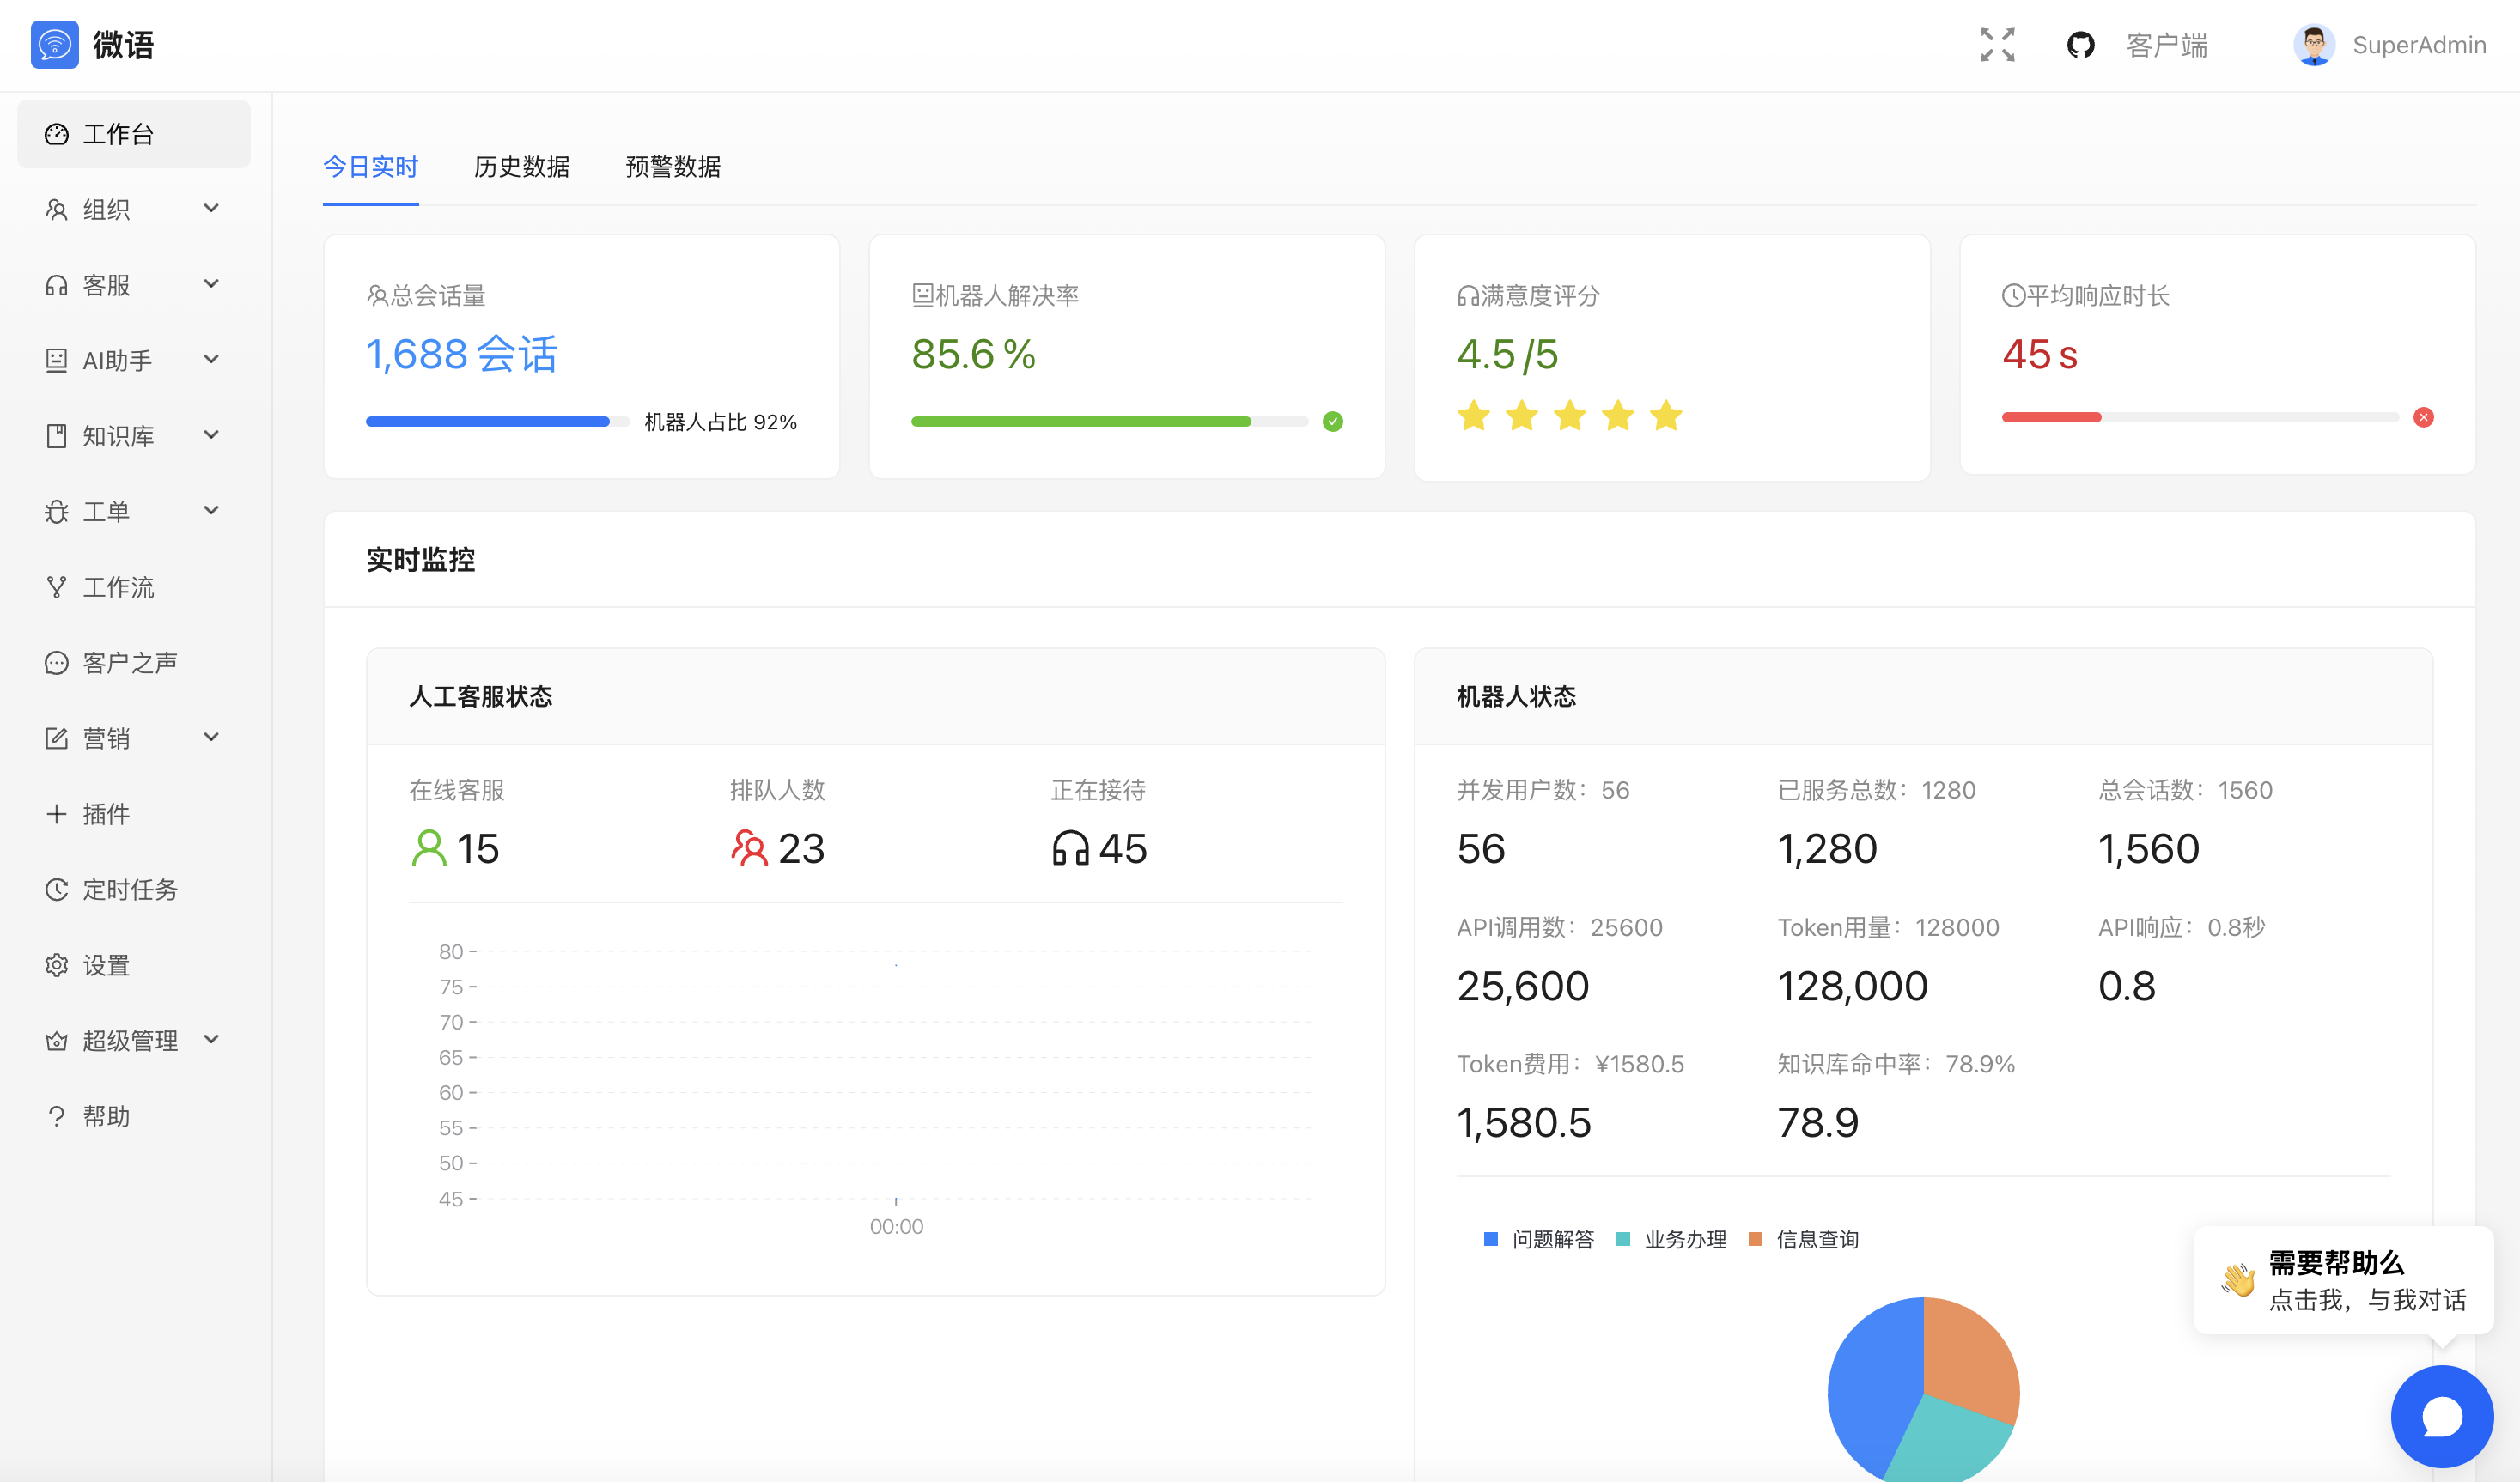 微语
客户端
SuperAdmin
工作台
组织
客服
AI助手
知识库
工单
工作流
客户之声
营销
插件
定时任务
设置
超级管理
帮助
今日实时 历史数据 预警数据
总会话量
1,688 会话
机器人占比 92%
机器人解决率
85.6 %
满意度评分
4.5 /5
平均响应时长
45 s
实时监控
人工客服状态
在线客服 排队人数 正在接待
15 23 45
80
75
70
65
60
55
50
45
00:00
机器人状态
并发用户数：56 已服务总数：1280 总会话数：1560
56 1,280 1,560
API调用数：25600 Token用量：128000 API响应：0.8秒
25,600 128,000 0.8
Token费用：¥1580.5 知识库命中率：78.9%
1,580.5 78.9
问题解答 业务办理 信息查询
需要帮助么
点击我，与我对话